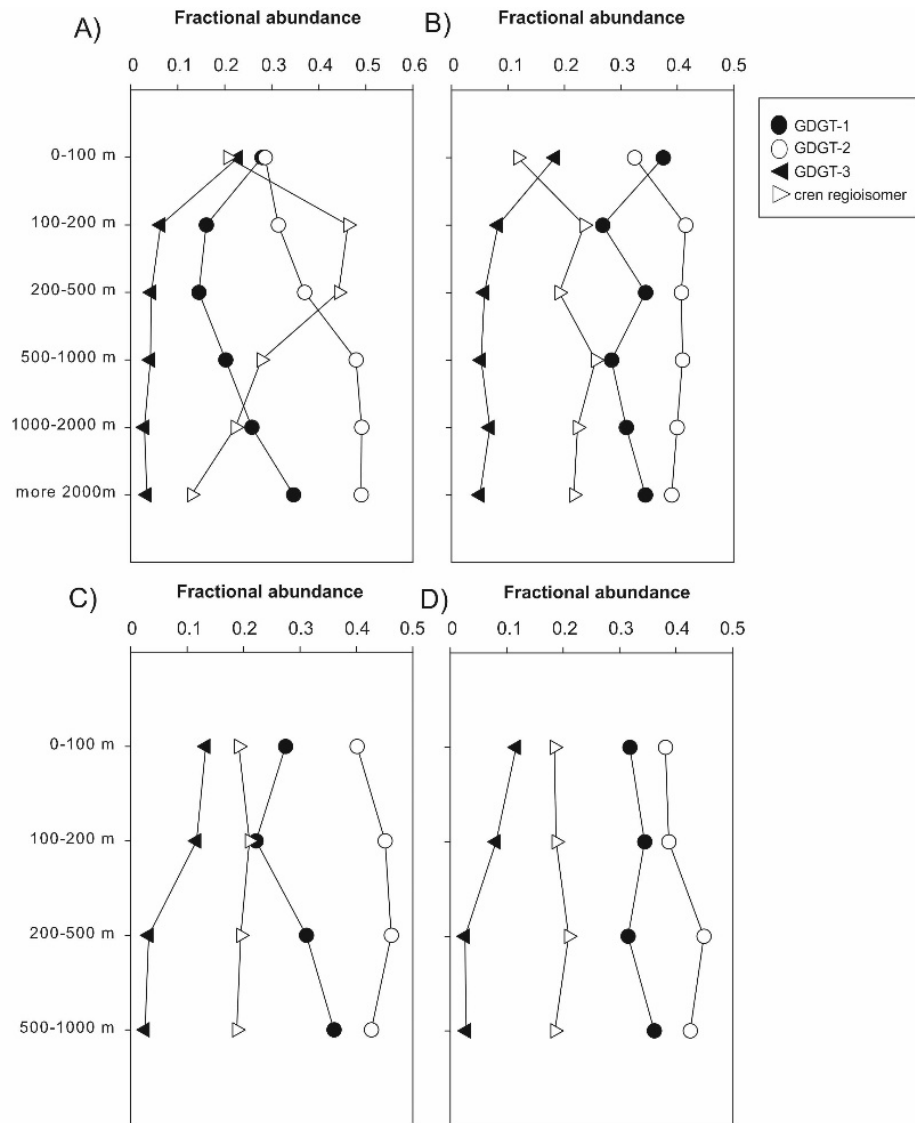 Fractional abundance
A)
0 0.1 0.2 0.3 0.4 0.5 0.6
0-100 m
100-200 m
200-500 m
500-1000 m
1000-2000 m
more 2000m
Fractional abundance
B)
0 0.1 0.2 0.3 0.4 0.5
GDGT-1
GDGT-2
GDGT-3
cren regioisomer
Fractional abundance
C)
0 0.1 0.2 0.3 0.4 0.5
0-100 m
100-200 m
200-500 m
500-1000 m
Fractional abundance
D)
0 0.1 0.2 0.3 0.4 0.5